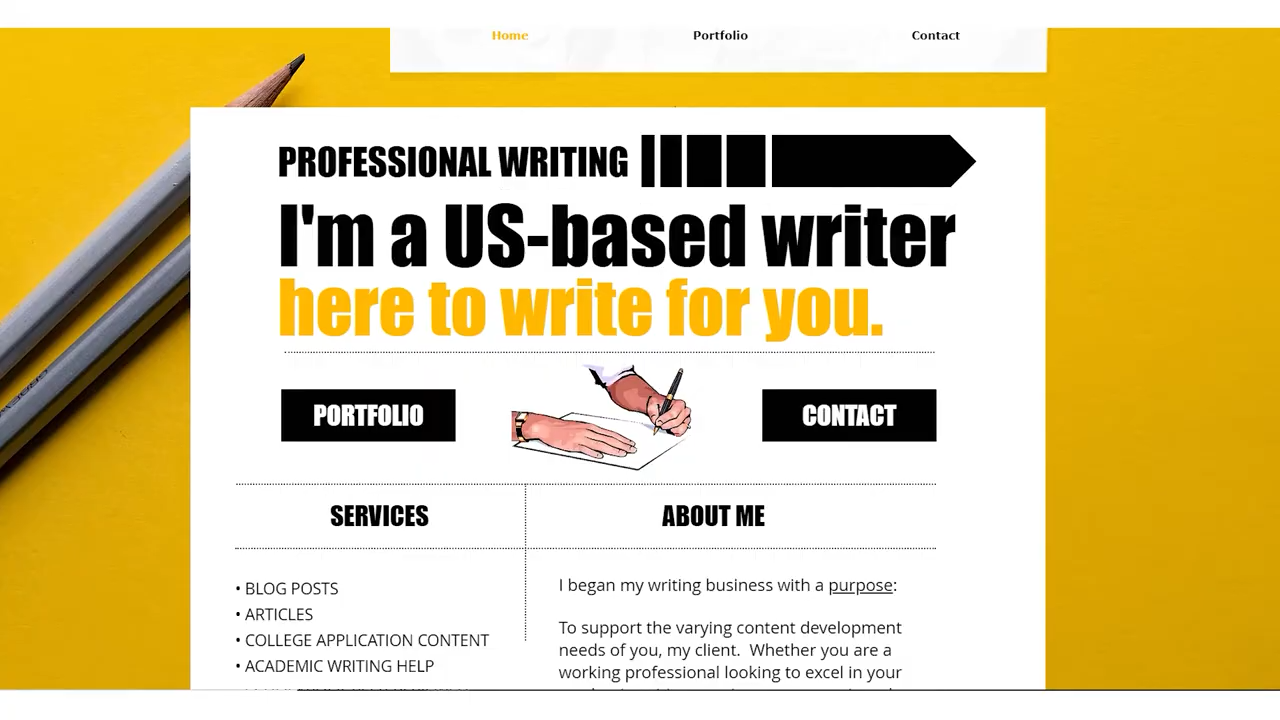 Home Portfolio Contact
PROFESSIONAL WRITING
I'm a US-based writer
here to write for you.
PORTFOLIO
CONTACT
SERVICES
ABOUT ME
• BLOG POSTS
• ARTICLES
• COLLEGE APPLICATION CONTENT
• ACADEMIC WRITING HELP
I began my writing business with a purpose:
To support the varying content development
needs of you, my client.  Whether you are a
working professional looking to excel in your